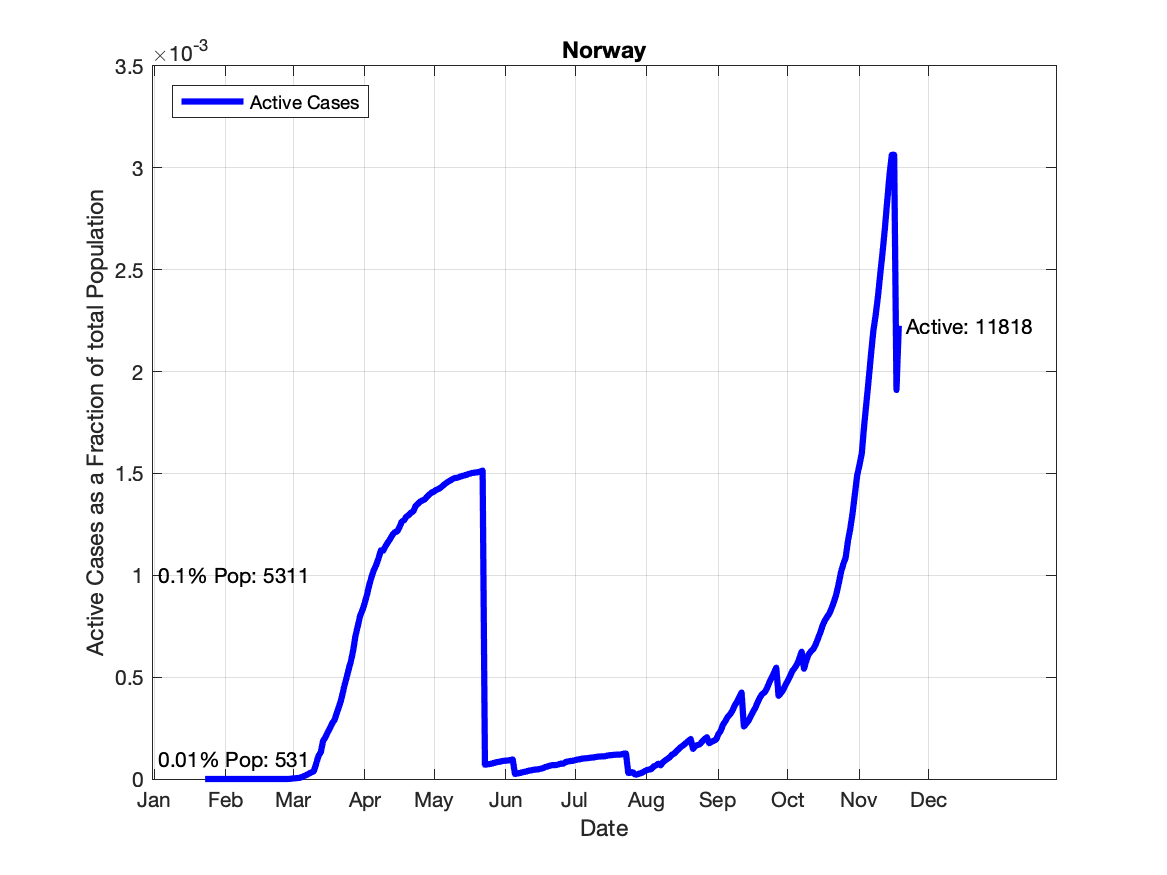 Norway
×10-3
3.5
Active Cases
3
2.5
Active: 11818
2
1.5
0.1% Pop: 5311
1
0.5
0.01% Pop: 531
0
Jan Feb Mar Apr May Jun Jul Aug Sep Oct Nov Dec
Date
Active Cases as a Fraction of total Population